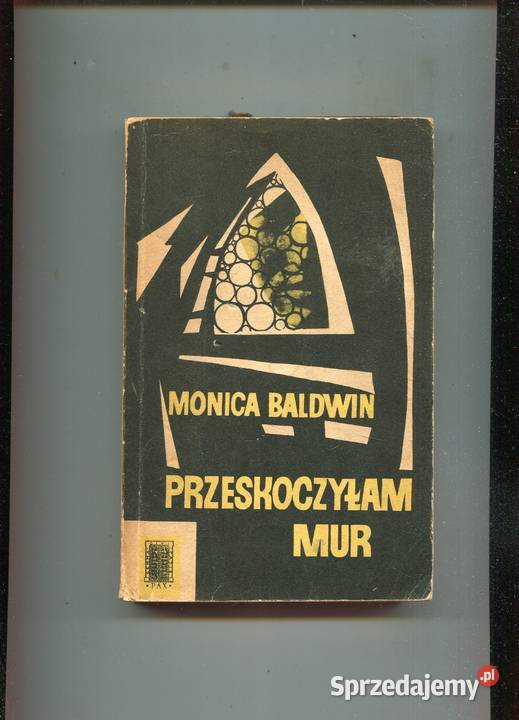 MONICA BALDWIN
PRZESKOCZYŁAM
MUR
• PAX •
Sprzedajemy.pl